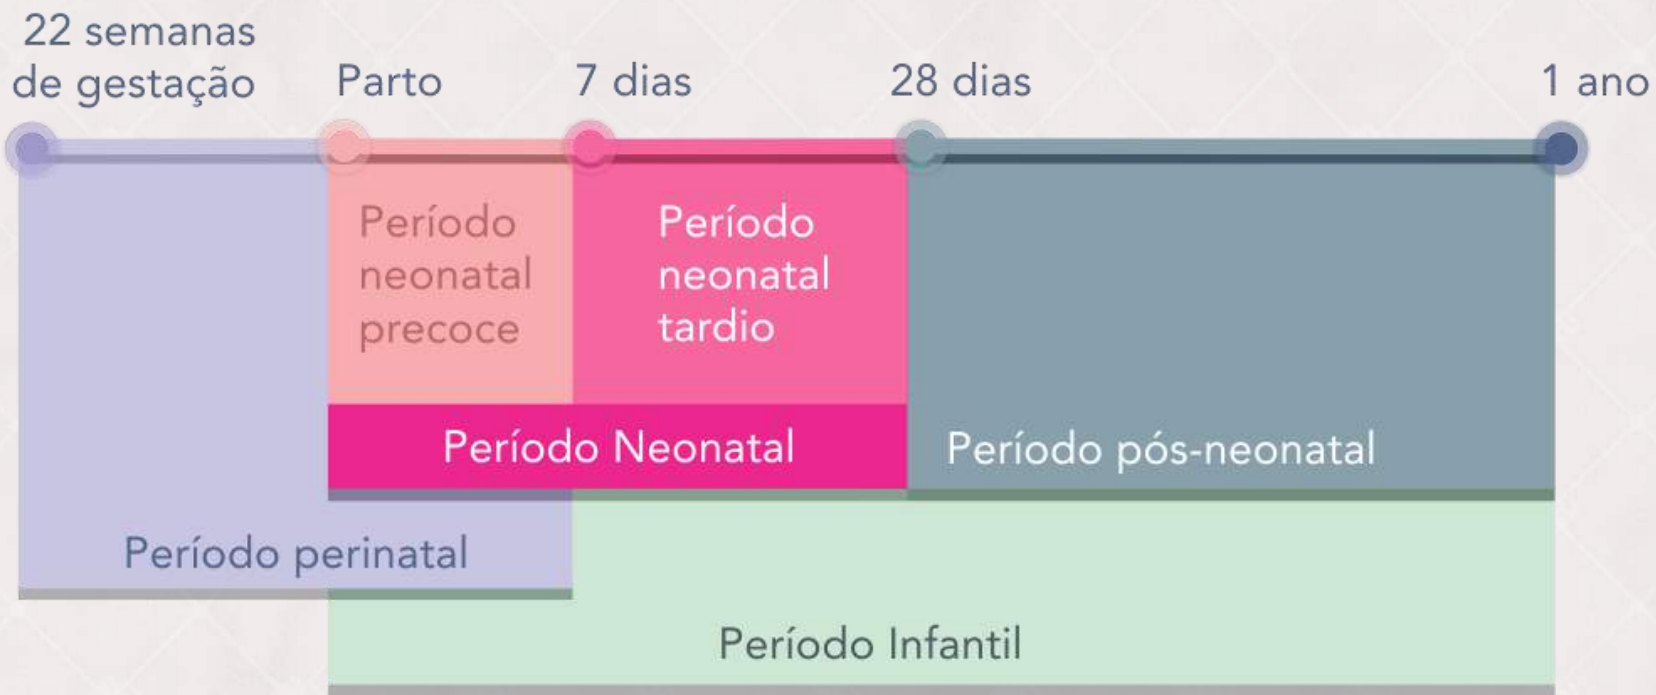 22 semanas
de gestação
Parto
7 dias
28 dias
1 ano
Período
neonatal
precoce
Período
neonatal
tardio
Período Neonatal
Período pós-neonatal
Período perinatal
Período Infantil